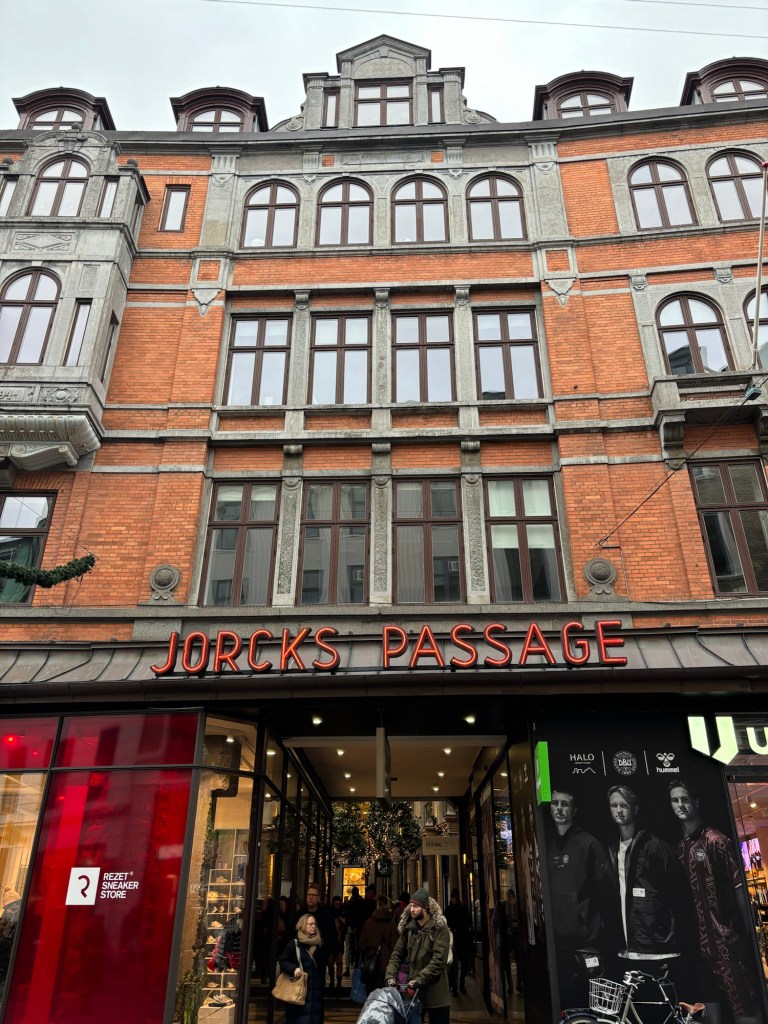 JORCKS PASSAGE
REZET®
SNEAKER
STORE
HALO
DBU
hummel
u